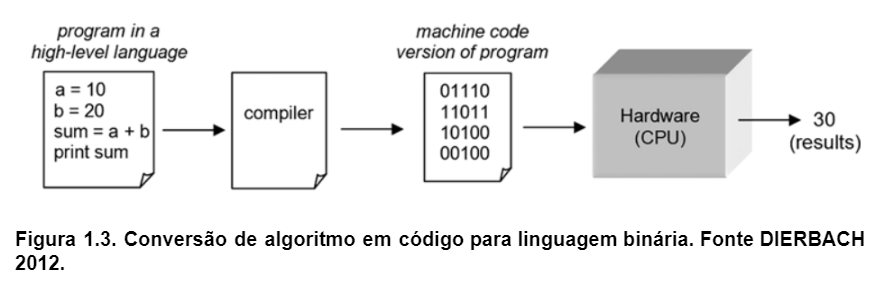 program in a
high-level language
a = 10
b = 20
sum = a + b
print sum
compiler
machine code
version of program
01110
11011
10100
00100
Hardware
(CPU)
30
(results)
Figura 1.3. Conversão de algoritmo em código para linguagem binária. Fonte DIERBACH
2012.